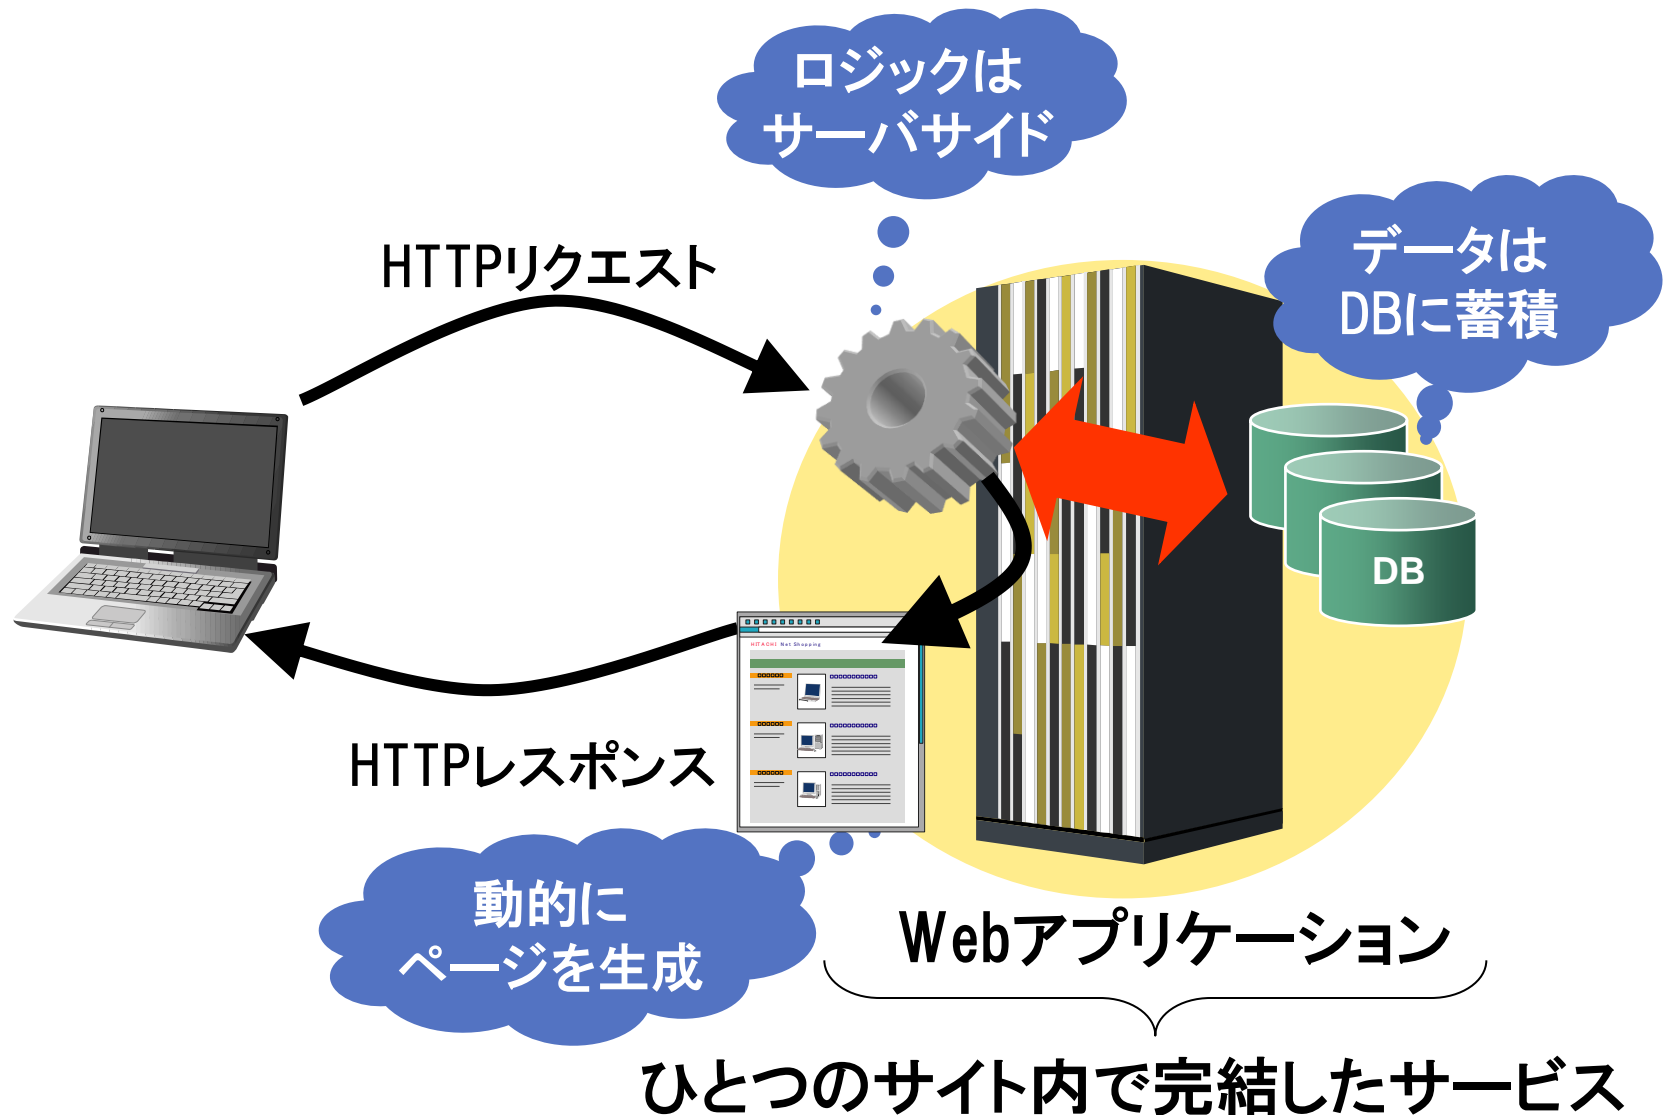 ロジックは
サーバサイド
データは
DBに蓄積
HTTPリクエスト
DB
HITACHI Net Shopping
HTTPレスポンス
動的に
ページを生成
Webアプリケーション
ひとつのサイト内で完結したサービス